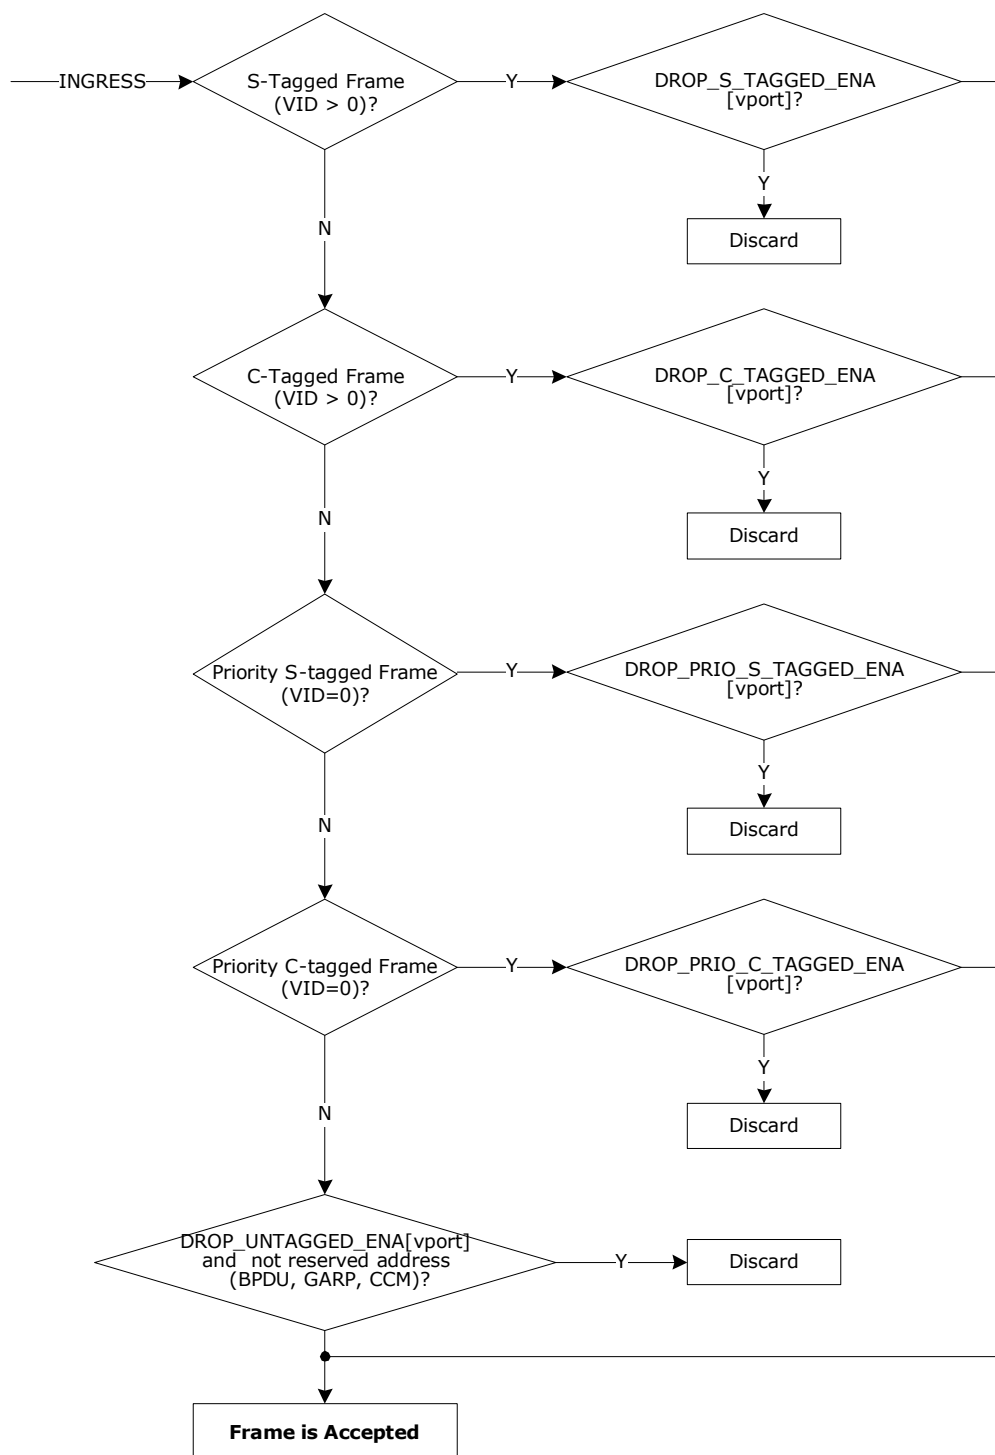 INGRESS
S-Tagged Frame
(VID > 0)?
Y
DROP_S_TAGGED_ENA
[vport]?
Y
Discard
N
C-Tagged Frame
(VID > 0)?
Y
DROP_C_TAGGED_ENA
[vport]?
Y
Discard
N
Priority S-tagged Frame
(VID=0)?
Y
DROP_PRIO_S_TAGGED_ENA
[vport]?
Y
Discard
N
Priority C-tagged Frame
(VID=0)?
Y
DROP_PRIO_C_TAGGED_ENA
[vport]?
Y
Discard
N
DROP_UNTAGGED_ENA[vport]
and not reserved address
(BPDU, GARP, CCM)?
Y
Discard
Frame is Accepted